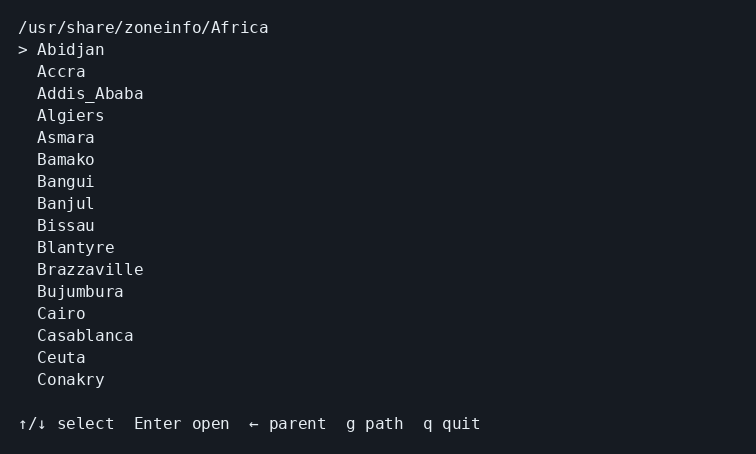 /usr/share/zoneinfo/Africa
> Abidjan
  Accra
  Addis_Ababa
  Algiers
  Asmara
  Bamako
  Bangui
  Banjul
  Bissau
  Blantyre
  Brazzaville
  Bujumbura
  Cairo
  Casablanca
  Ceuta
  Conakry
↑/↓ select  Enter open  ← parent  g path  q quit